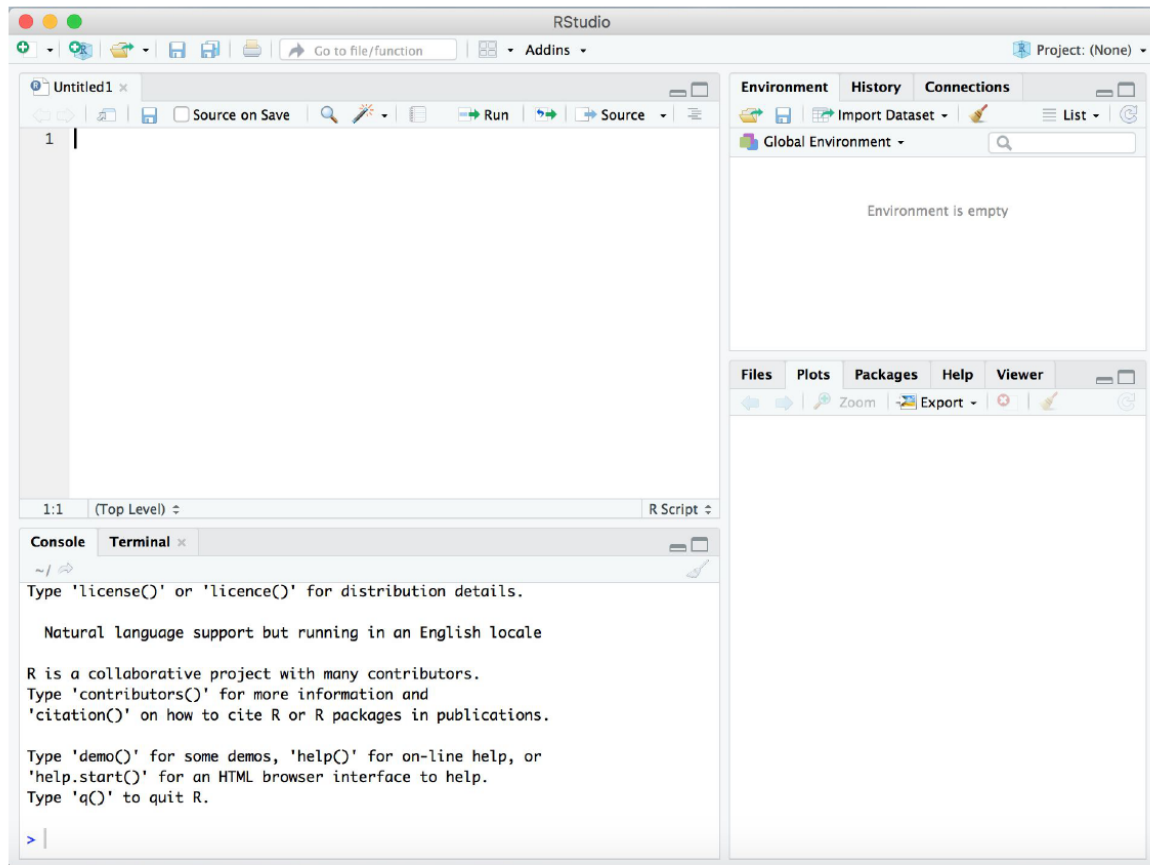 RStudio
Go to file/function Addins Project: (None)
Untitled1
Source on Save Run Source
1
1:1 (Top Level) R Script
Console Terminal
~/
Type 'license()' or 'licence()' for distribution details.
Natural language support but running in an English locale
R is a collaborative project with many contributors.
Type 'contributors()' for more information and
'citation()' on how to cite R or R packages in publications.
Type 'demo()' for some demos, 'help()' for on-line help, or
'help.start()' for an HTML browser interface to help.
Type 'q()' to quit R.
>
Environment History Connections
Import Dataset List
Global Environment
Environment is empty
Files Plots Packages Help Viewer
Zoom Export